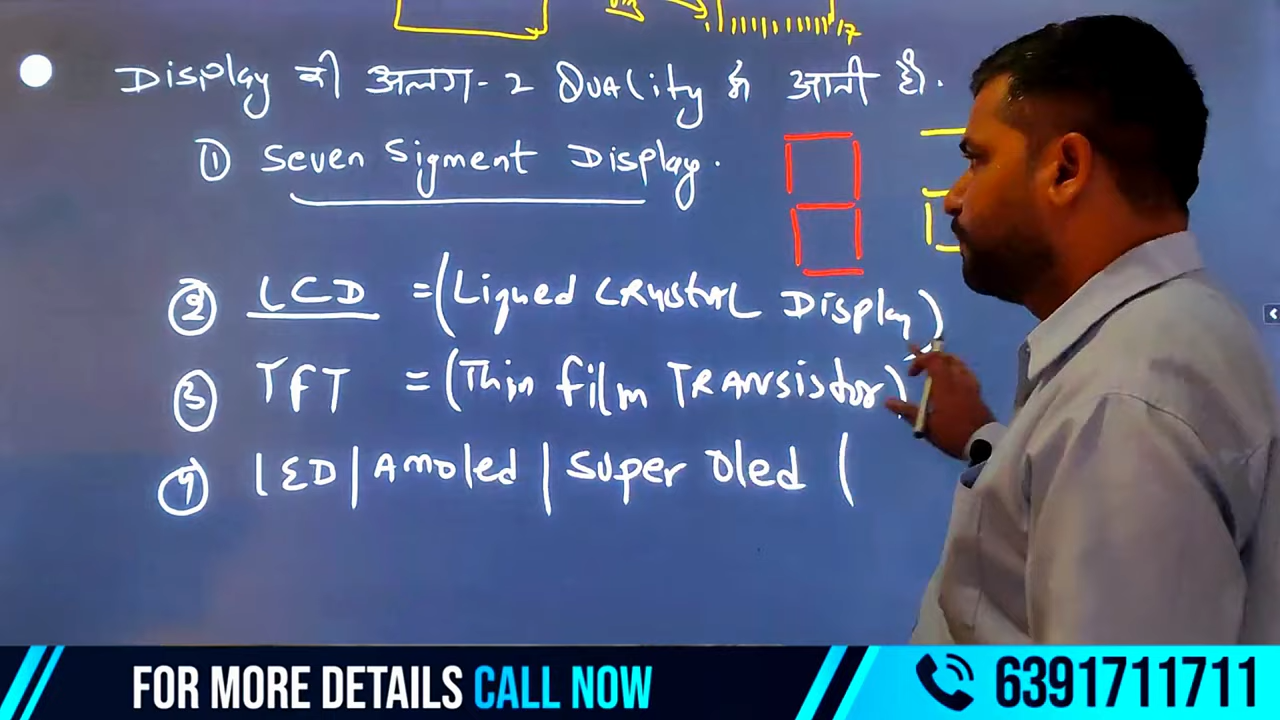 17
Display की अलग-2 Quality में आती है.
① Seven Sigment Display.
② LCD =(Liqued CRYSTAL Display)
③ TFT =(Thin film TRANSistor)
④ LED|Amoled|Super Oled (
FOR MORE DETAILS CALL NOW 6391711711